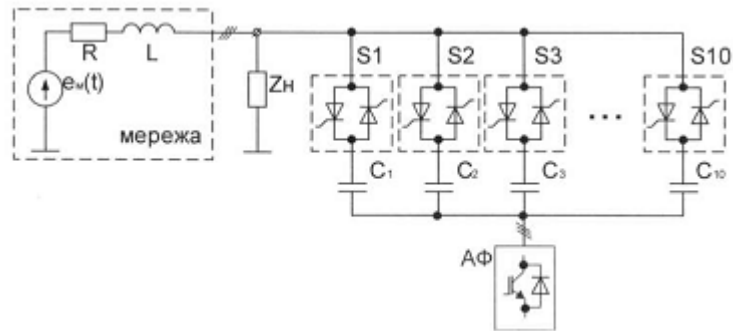 R L
eм(t)
мережа
Zн
S1 S2 S3 S10
C1 C2 C3 C10
...
АФ